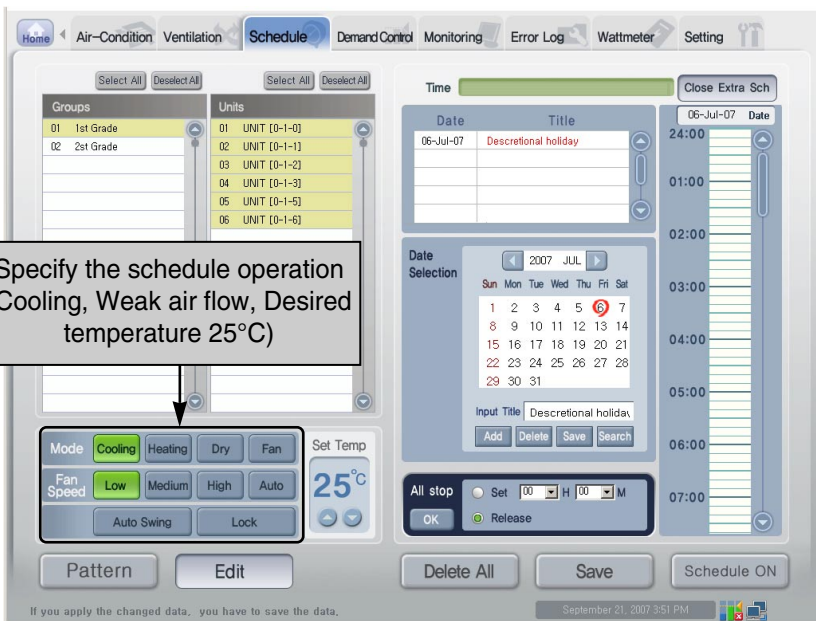 Home Air-Condition Ventilation Schedule Demand Control Monitoring Error Log Wattmeter Setting
Select All Deselect All Select All Deselect All
Groups Units
01 1st Grade 01 UNIT [0-1-0]
02 2st Grade 02 UNIT [0-1-1]
03 UNIT [0-1-2]
04 UNIT [0-1-3]
05 UNIT [0-1-5]
06 UNIT [0-1-6]
Specify the schedule operation
Cooling, Weak air flow, Desired
temperature 25°C)
Mode Cooling Heating Dry Fan
Fan Speed Low Medium High Auto
Auto Swing Lock
Set Temp
25°C
Pattern Edit
If you apply the changed data, you have to save the data.
Time Close Extra Sch
Date Title
06-Jul-07 Descretional holiday
Date Selection
2007 JUL
Sun Mon Tue Wed Thu Fri Sat
1 2 3 4 5 6 7
8 9 10 11 12 13 14
15 16 17 18 19 20 21
22 23 24 25 26 27 28
29 30 31
Input Title Descretional holiday
Add Delete Save Search
All stop Set 00 H 00 M
OK Release
06-Jul-07 Date
24:00
01:00
02:00
03:00
04:00
05:00
06:00
07:00
Delete All Save Schedule ON
September 21, 2007 3:51 PM